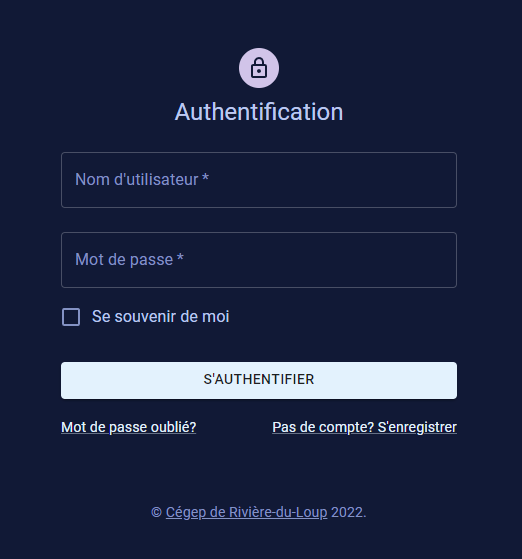 Authentification
Nom d'utilisateur *
Mot de passe *
Se souvenir de moi
S'AUTHENTIFIER
Mot de passe oublié? Pas de compte? S'enregistrer
© Cégep de Rivière-du-Loup 2022.